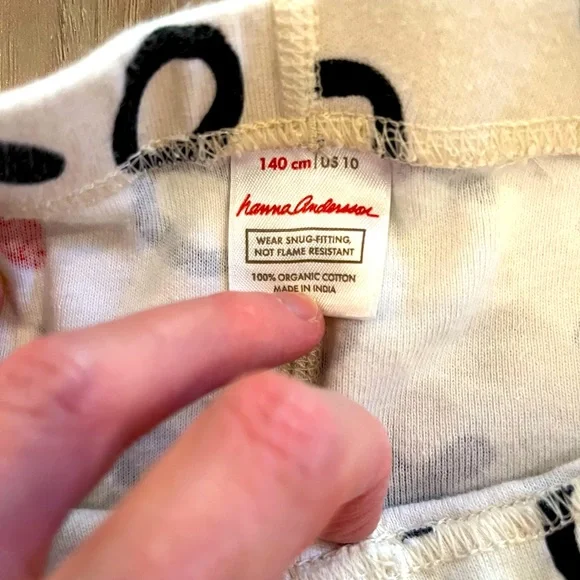 140 cm | US 10
hanna andersson
WEAR SNUG-FITTING,
NOT FLAME RESISTANT
100% ORGANIC COTTON
MADE IN INDIA